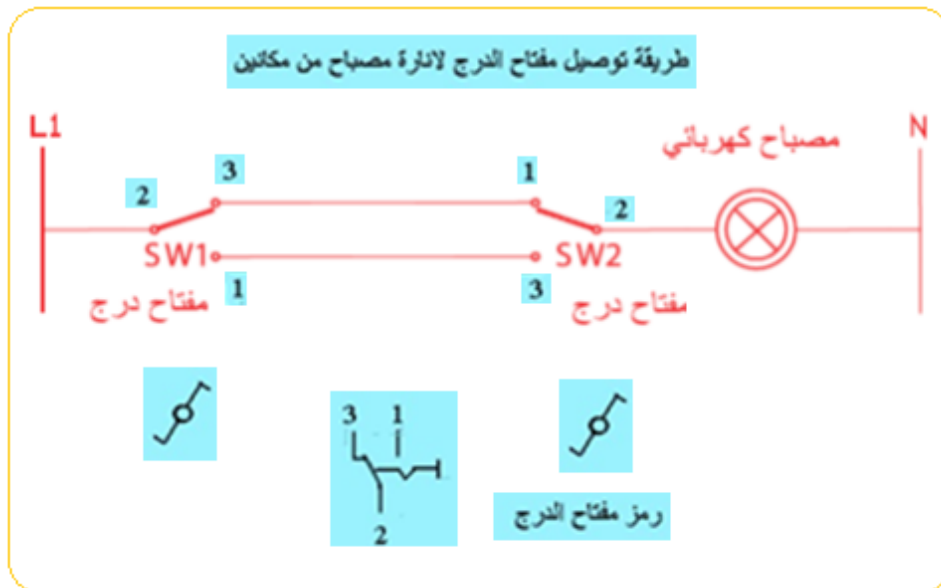 طريقة توصيل مفتاح الدرج لانارة مصباح من مكانين
L1
مصباح كهربائي
N
3
1
2
2
SW1
SW2
1
3
مفتاح درج
مفتاح درج
3 1
2
رمز مفتاح الدرج